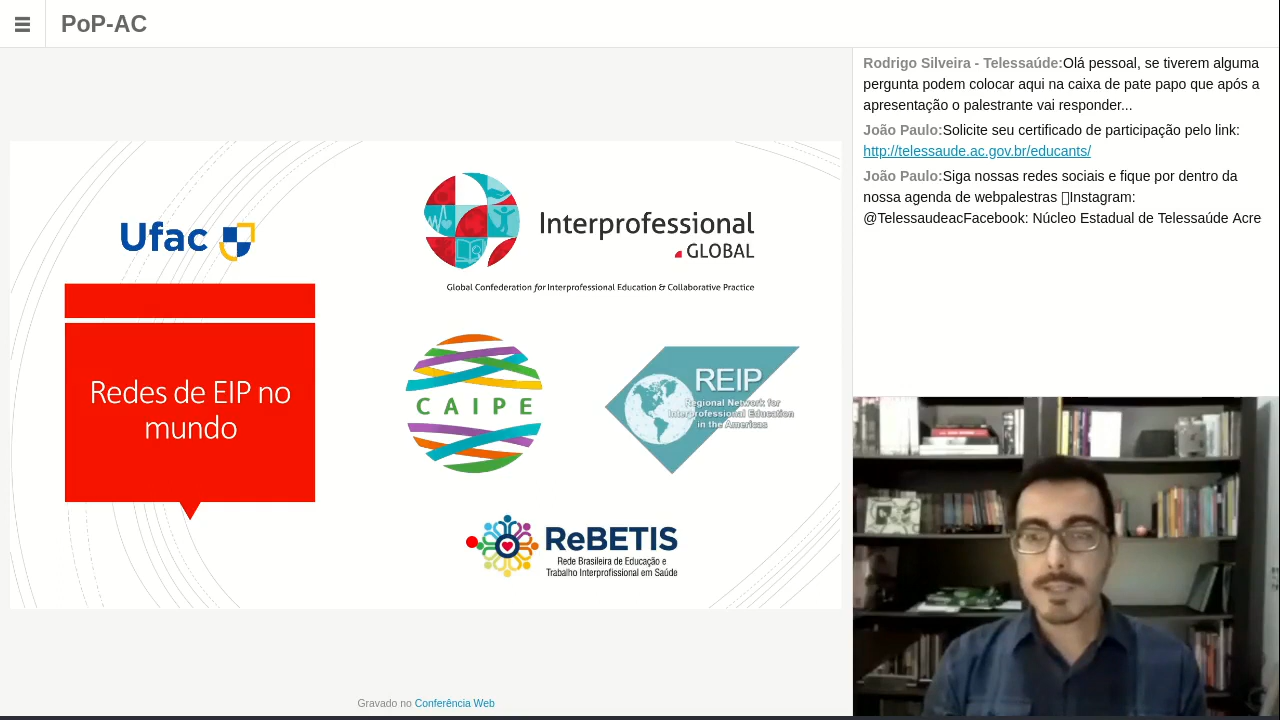 PoP-AC
Ufac
Redes de EIP no
mundo
Interprofessional
GLOBAL
Global Confederation for Interprofessional Education & Collaborative Practice
CAIPE
REIP
Regional Network for
Interprofessional Education
in the Americas
ReBETIS
Rede Brasileira de Educação e
Trabalho Interprofissional em Saúde
Gravado no Conferência Web
Rodrigo Silveira - Telessaúde:Olá pessoal, se tiverem alguma
pergunta podem colocar aqui na caixa de pate papo que após a
apresentação o palestrante vai responder...
João Paulo:Solicite seu certificado de participação pelo link:
http://telessaude.ac.gov.br/educants/
João Paulo:Siga nossas redes sociais e fique por dentro da
nossa agenda de webpalestras Instagram:
@TelessaudeacFacebook: Núcleo Estadual de Telessaúde Acre